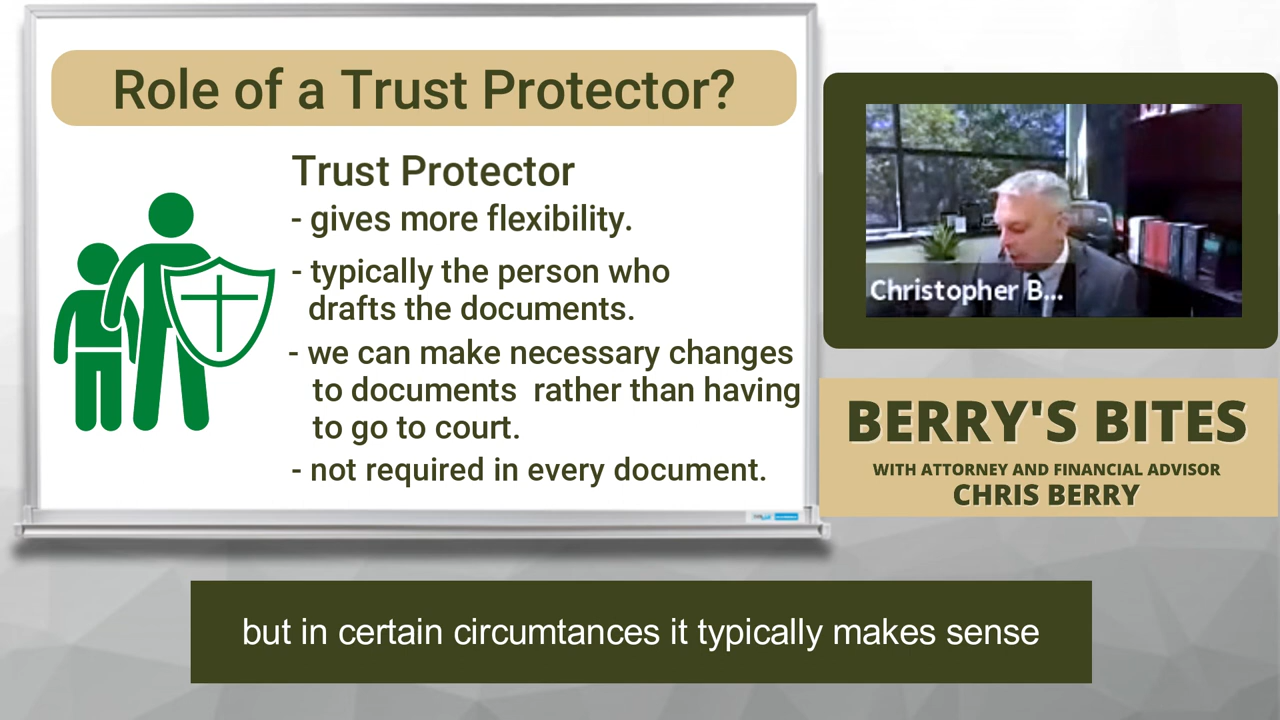 Role of a Trust Protector?
Trust Protector
- gives more flexibility.
- typically the person who
drafts the documents.
- we can make necessary changes
to documents rather than having
to go to court.
- not required in every document.
Christopher B...
BERRY'S BITES
WITH ATTORNEY AND FINANCIAL ADVISOR
CHRIS BERRY
but in certain circumtances it typically makes sense